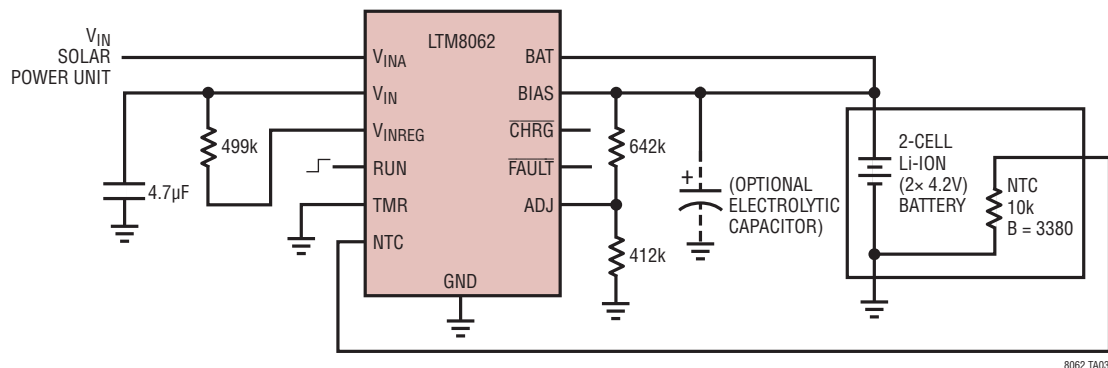 LTM8062
VIN
SOLAR
POWER UNIT
VINA
VIN
VINREG
RUN
TMR
NTC
GND
BAT
BIAS
CHRG
FAULT
ADJ
499k
4.7µF
642k
412k
+
(OPTIONAL
ELECTROLYTIC
CAPACITOR)
2-CELL
Li-ION
(2× 4.2V)
BATTERY
NTC
10k
B = 3380
8062 TA03